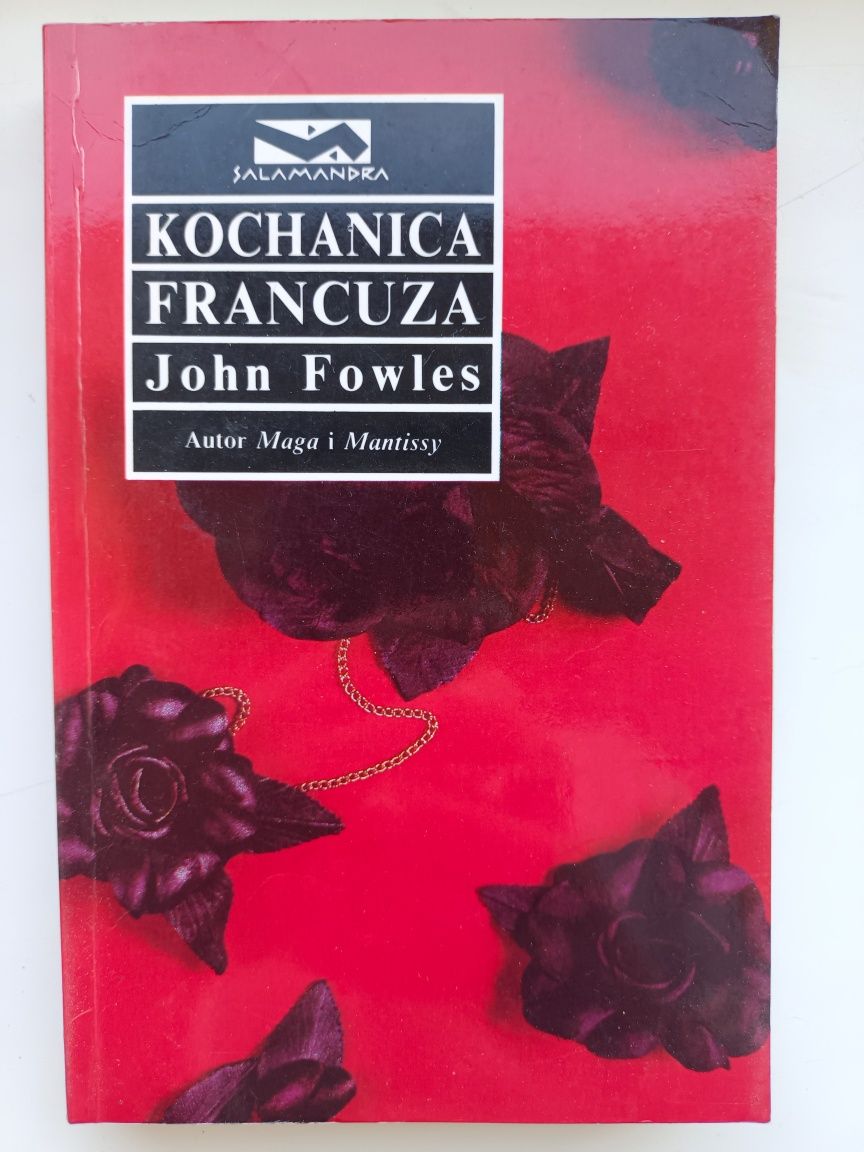 SALAMANDRA
KOCHANICA
FRANCUZA
John Fowles
Autor Maga i Mantissy